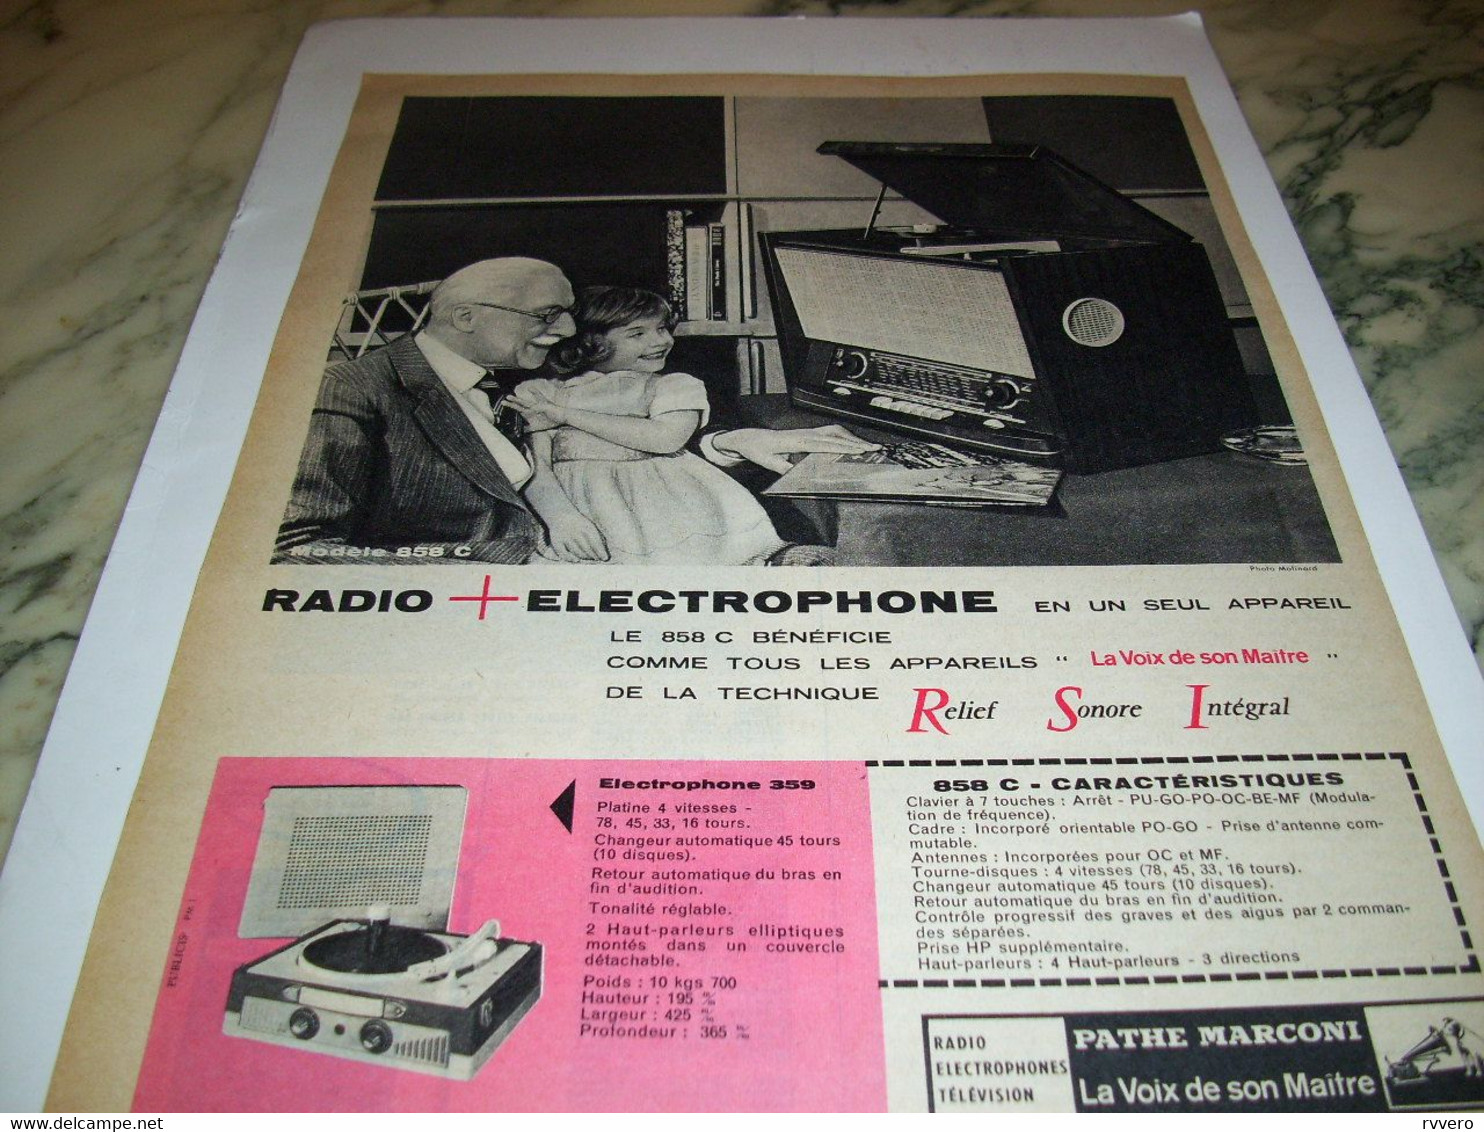 Modèle 858 C
Photo Molinard
RADIO + ELECTROPHONE EN UN SEUL APPAREIL
LE 858 C BÉNÉFICIE
COMME TOUS LES APPAREILS " La Voix de son Maître "
DE LA TECHNIQUE Relief Sonore Intégral
Electrophone 359
Platine 4 vitesses -
78, 45, 33, 16 tours.
Changeur automatique 45 tours
(10 disques).
Retour automatique du bras en
fin d'audition.
Tonalité réglable.
2 Haut-parleurs elliptiques
montés dans un couvercle
détachable.
Poids : 10 kgs 700
Hauteur : 195 m/m
Largeur : 425 m/m
Profondeur : 365 m/m
PUBLICIS PM 1
858 C - CARACTÉRISTIQUES
Clavier à 7 touches : Arrêt - PU-GO-PO-OC-BE-MF (Modula-
tion de fréquence).
Cadre : Incorporé orientable PO-GO - Prise d'antenne com-
mutable.
Antennes : Incorporées pour OC et MF.
Tourne-disques : 4 vitesses (78, 45, 33, 16 tours).
Changeur automatique 45 tours (10 disques).
Retour automatique du bras en fin d'audition.
Contrôle progressif des graves et des aigus par 2 comman-
des séparées.
Prise HP supplémentaire.
Haut-parleurs : 4 Haut-parleurs - 3 directions
RADIO
ELECTROPHONES
TÉLÉVISION
PATHE MARCONI
La Voix de son Maître
delcampe.net
rvvero